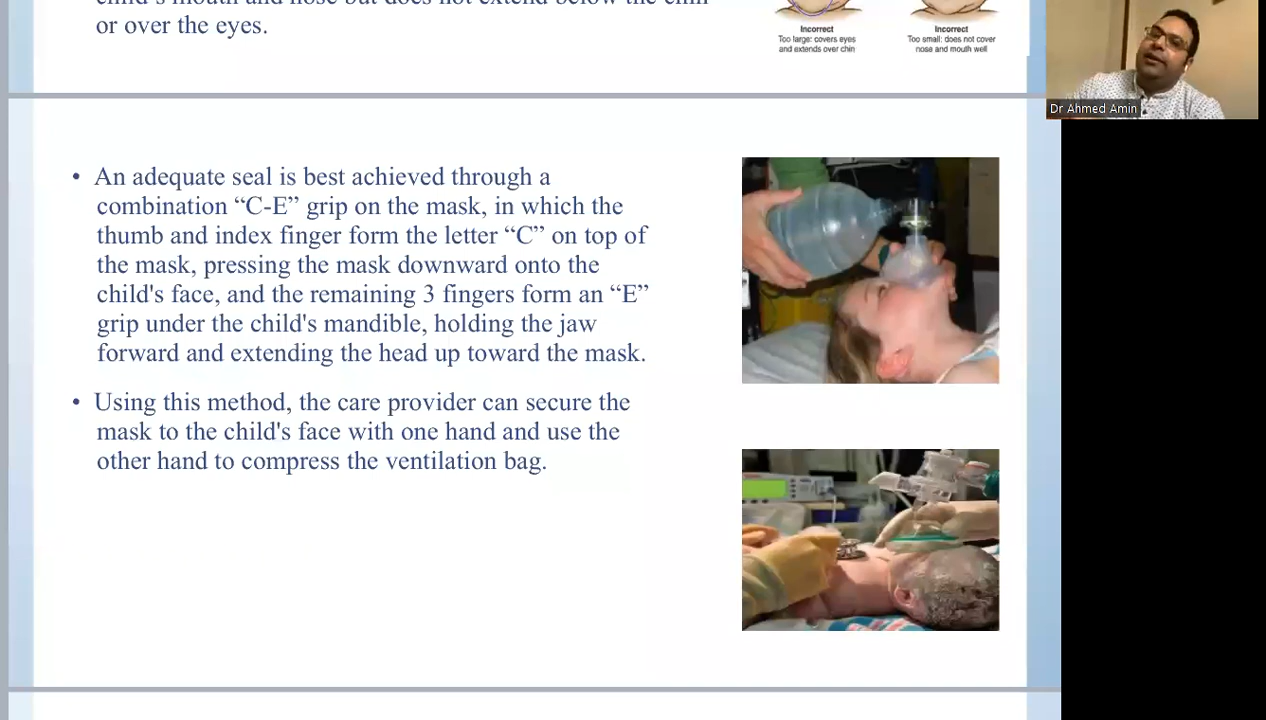 child's mouth and nose but does not extend below the chin
or over the eyes.
Incorrect
Too large: covers eyes
and extends over chin
Incorrect
Too small: does not cover
nose and mouth well
Dr Ahmed Amin
• An adequate seal is best achieved through a
combination “C-E” grip on the mask, in which the
thumb and index finger form the letter “C” on top of
the mask, pressing the mask downward onto the
child's face, and the remaining 3 fingers form an “E”
grip under the child's mandible, holding the jaw
forward and extending the head up toward the mask.
• Using this method, the care provider can secure the
mask to the child's face with one hand and use the
other hand to compress the ventilation bag.